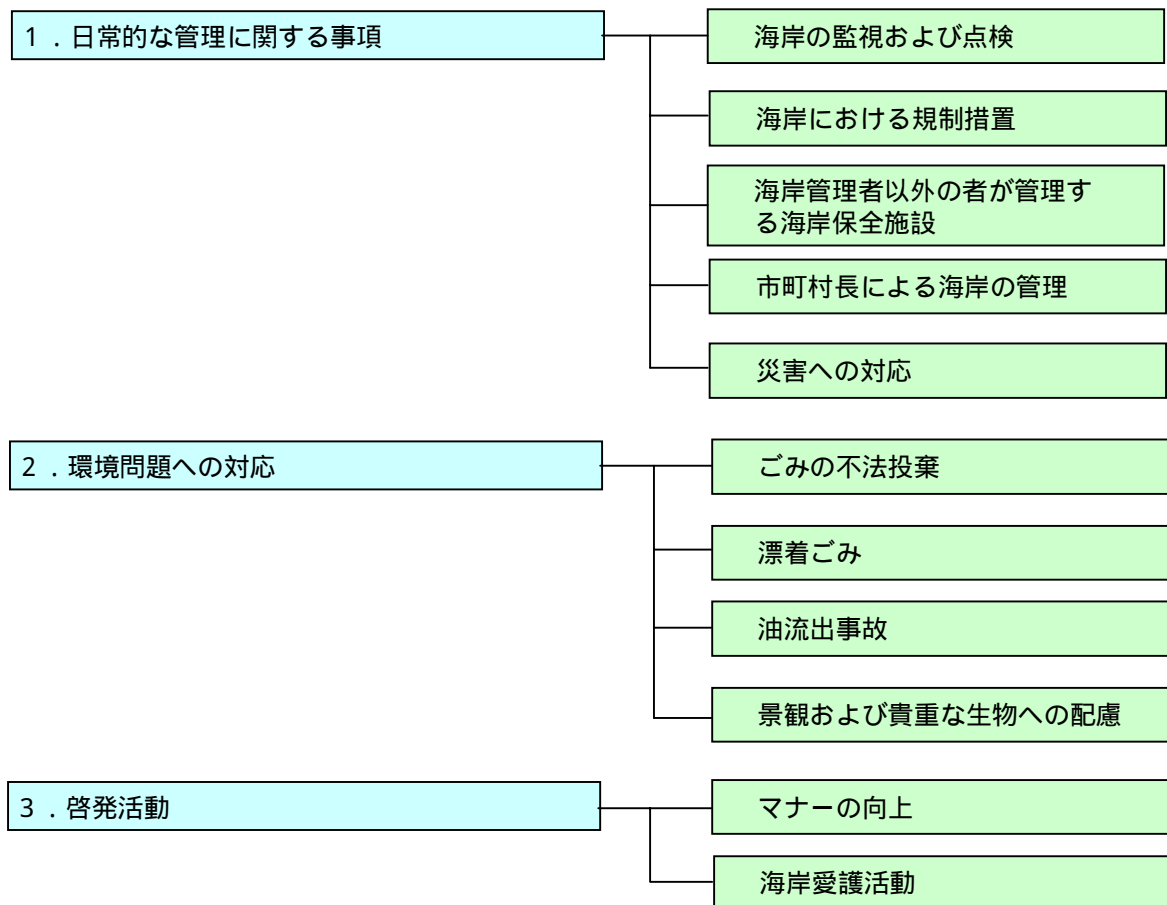 1．日常的な管理に関する事項
海岸の監視および点検
海岸における規制措置
海岸管理者以外の者が管理す
る海岸保全施設
市町村長による海岸の管理
災害への対応
2．環境問題への対応
ごみの不法投棄
漂着ごみ
油流出事故
景観および貴重な生物への配慮
3．啓発活動
マナーの向上
海岸愛護活動